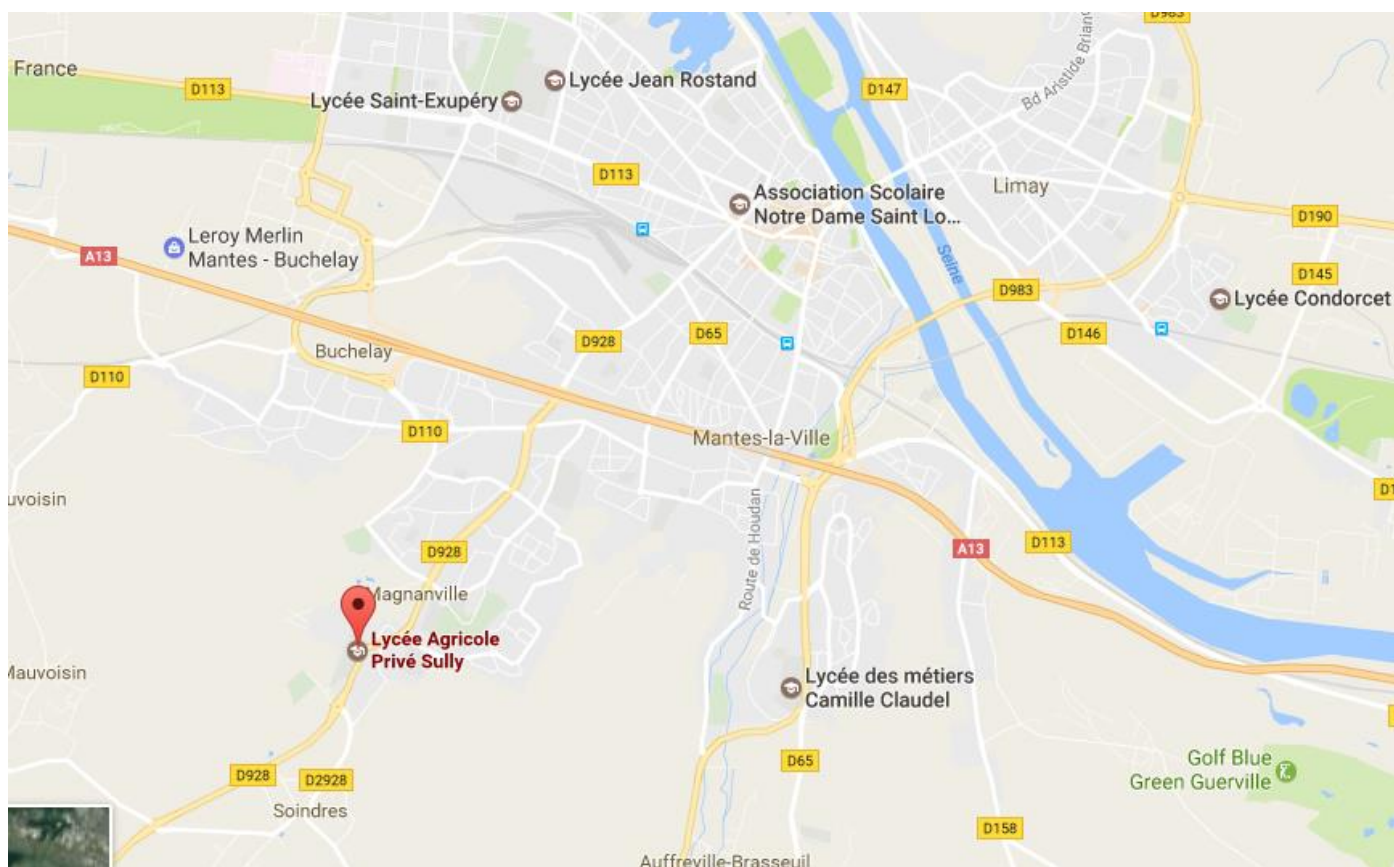 D983
France
Lycée Jean Rostand
D113
D147
Lycée Saint-Exupéry
Bd Aristide Briand
D113
Association Scolaire
Notre Dame Saint Lo...
Limay
D190
Leroy Merlin
Mantes - Buchelay
A13
Seine
D145
D983
Lycée Condorcet
D928
D65
D146
Buchelay
D110
D110
Mantes-la-Ville
uvoisin
Route de Houdan
D113
A13
D928
Magnanville
Lycée Agricole
Privé Sully
Mauvoisin
Lycée des métiers
Camille Claudel
D928
D2928
D65
Golf Blue
Green Guerville
Soindres
D158
Auffreville-Brasseuil